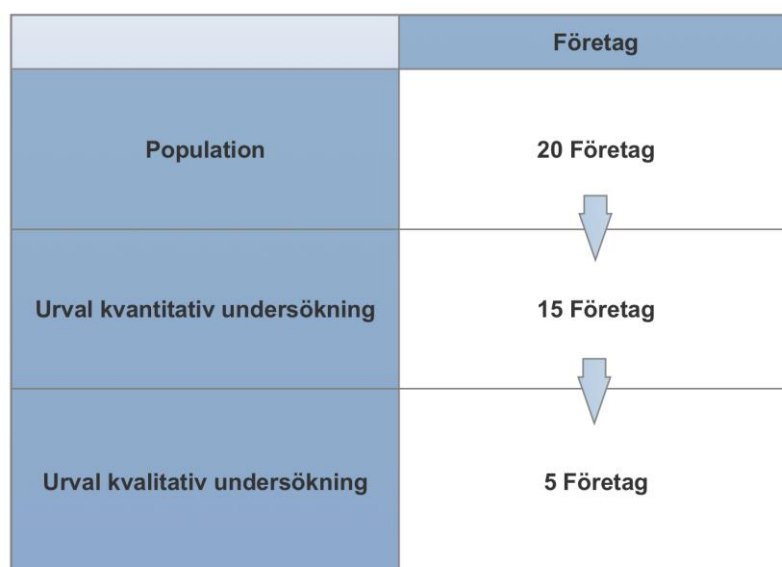 Företag
Population
20 Företag
Urval kvantitativ undersökning
15 Företag
Urval kvalitativ undersökning
5 Företag